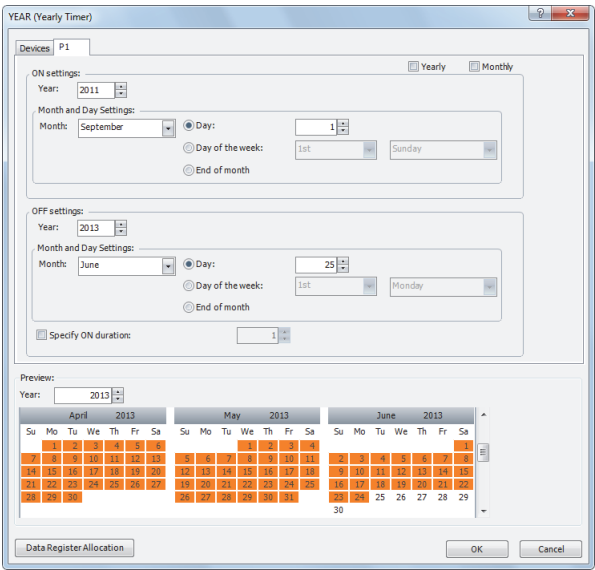 YEAR (Yearly Timer)
?
Devices P1
Yearly Monthly
ON settings:
Year: 2011
Month and Day Settings:
Month: September Day: 1
Day of the week: 1st Sunday
End of month
OFF settings:
Year: 2013
Month and Day Settings:
Month: June Day: 25
Day of the week: 1st Monday
End of month
Specify ON duration: 1
Preview:
Year: 2013
April 2013 May 2013 June 2013
Su Mo Tu We Th Fr Sa Su Mo Tu We Th Fr Sa Su Mo Tu We Th Fr Sa
1 2 3 4 5 6 1 2 3 4 1
7 8 9 10 11 12 13 5 6 7 8 9 10 11 2 3 4 5 6 7 8
14 15 16 17 18 19 20 12 13 14 15 16 17 18 9 10 11 12 13 14 15
21 22 23 24 25 26 27 19 20 21 22 23 24 25 16 17 18 19 20 21 22
28 29 30 26 27 28 29 30 31 23 24 25 26 27 28 29
30
Data Register Allocation OK Cancel